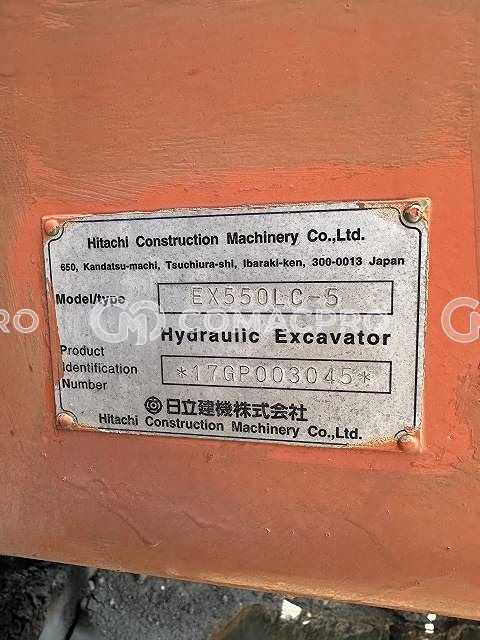 Hitachi Construction Machinery Co.,Ltd.
650, Kandatsu-machi, Tsuchiura-shi, Ibaraki-ken, 300-0013 Japan
Model/type EX550LC-5
Hydraulic Excavator
Product
Identification
Number *17GP003045*
日立建機株式会社
Hitachi Construction Machinery Co.,Ltd.
RO COMACPRO